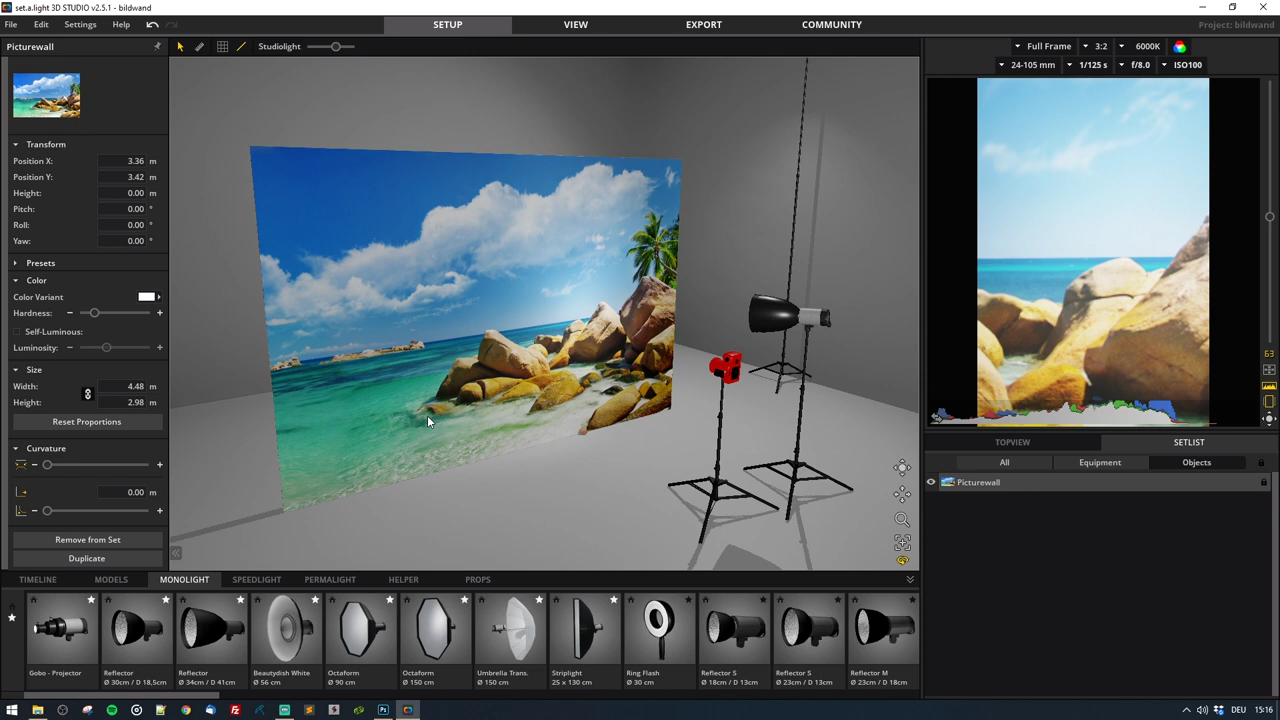 set.a.light 3D STUDIO v2.5.1 - bildwand
File Edit Settings Help
SETUP VIEW EXPORT COMMUNITY
Project: bildwand
Picturewall
Studiolight
Full Frame 3:2 6000K
24-105 mm 1/125 s f/8.0 ISO100
Transform
Position X: 3.36 m
Position Y: 3.42 m
Height: 0.00 m
Pitch: 0.00 °
Roll: 0.00 °
Yaw: 0.00 °
Presets
Color
Color Variant
Hardness: - +
Self-Luminous:
Luminosity: - +
Size
Width: 4.48 m
Height: 2.98 m
Reset Proportions
Curvature
- +
0.00 m
- +
Remove from Set
Duplicate
63
TOPVIEW SETLIST
All Equipment Objects
Picturewall
TIMELINE MODELS MONOLIGHT SPEEDLIGHT PERMALIGHT HELPER PROPS
Gobo - Projector
Reflector
Ø 30cm / D 18,5cm
Reflector
Ø 34cm / D 41cm
Beautydish White
Ø 56 cm
Octaform
Ø 90 cm
Octaform
Ø 150 cm
Umbrella Trans.
Ø 150 cm
Striplight
25 x 130 cm
Ring Flash
Ø 30 cm
Reflector S
Ø 18cm / D 13cm
Reflector S
Ø 23cm / D 13cm
Reflector M
Ø 23cm / D 18cm
DEU 15:16